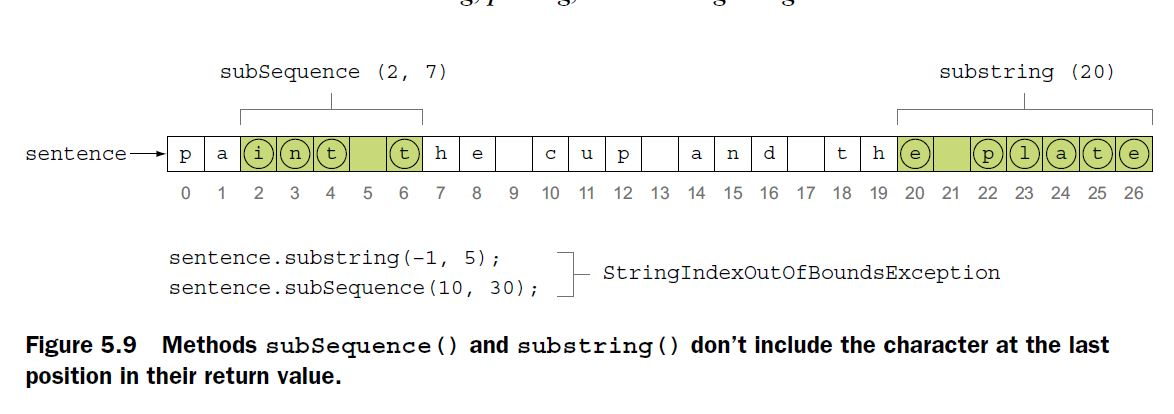 subSequence (2, 7) substring (20)
sentence p a i n t t h e c u p a n d t h e p l a t e
0 1 2 3 4 5 6 7 8 9 10 11 12 13 14 15 16 17 18 19 20 21 22 23 24 25 26
sentence.substring(-1, 5);
StringIndexOutOfBoundsException
sentence.subSequence(10, 30);
Figure 5.9 Methods subSequence() and substring() don't include the character at the last
position in their return value.